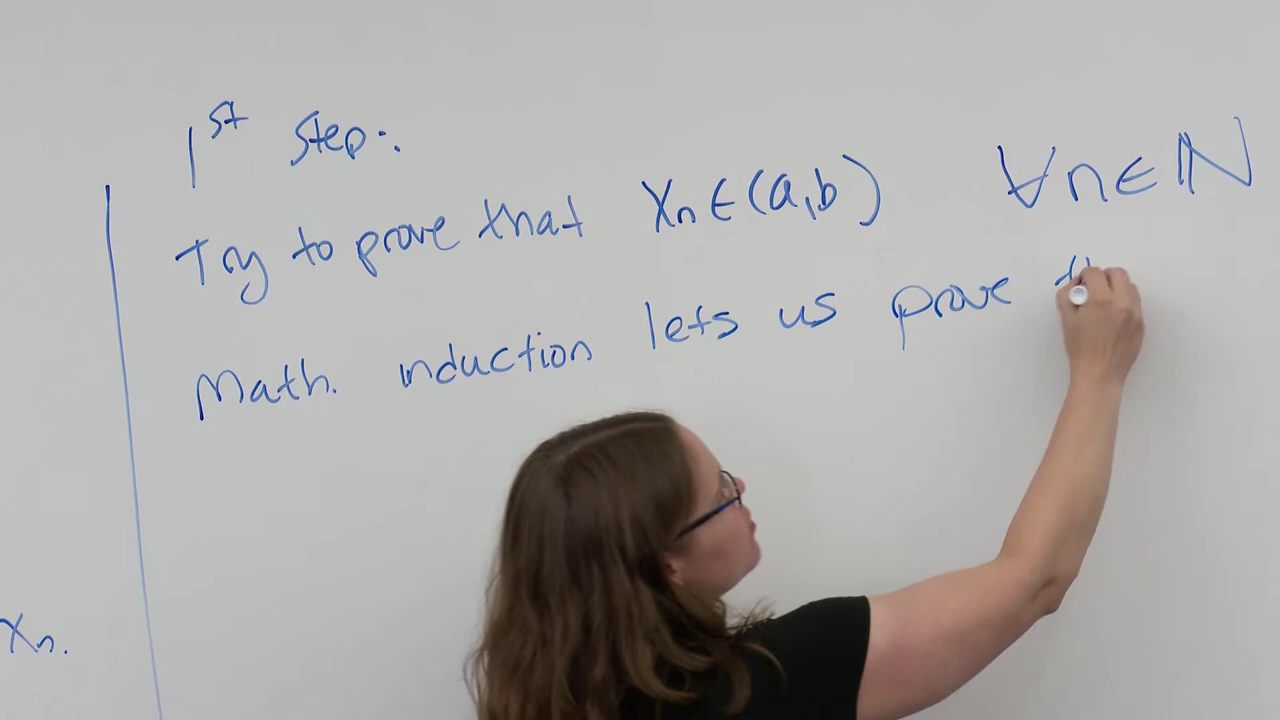 1st step:
Try to prove that Xn∈(a,b) ∀n∈ℕ
Math. induction lets us prove
Xn.